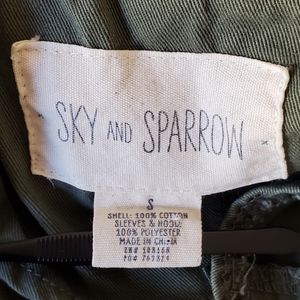 SKY AND SPARROW
S
SHELL: 100% COTTON
SLEEVES & HOOD:
100% POLYESTER
MADE IN CHINA